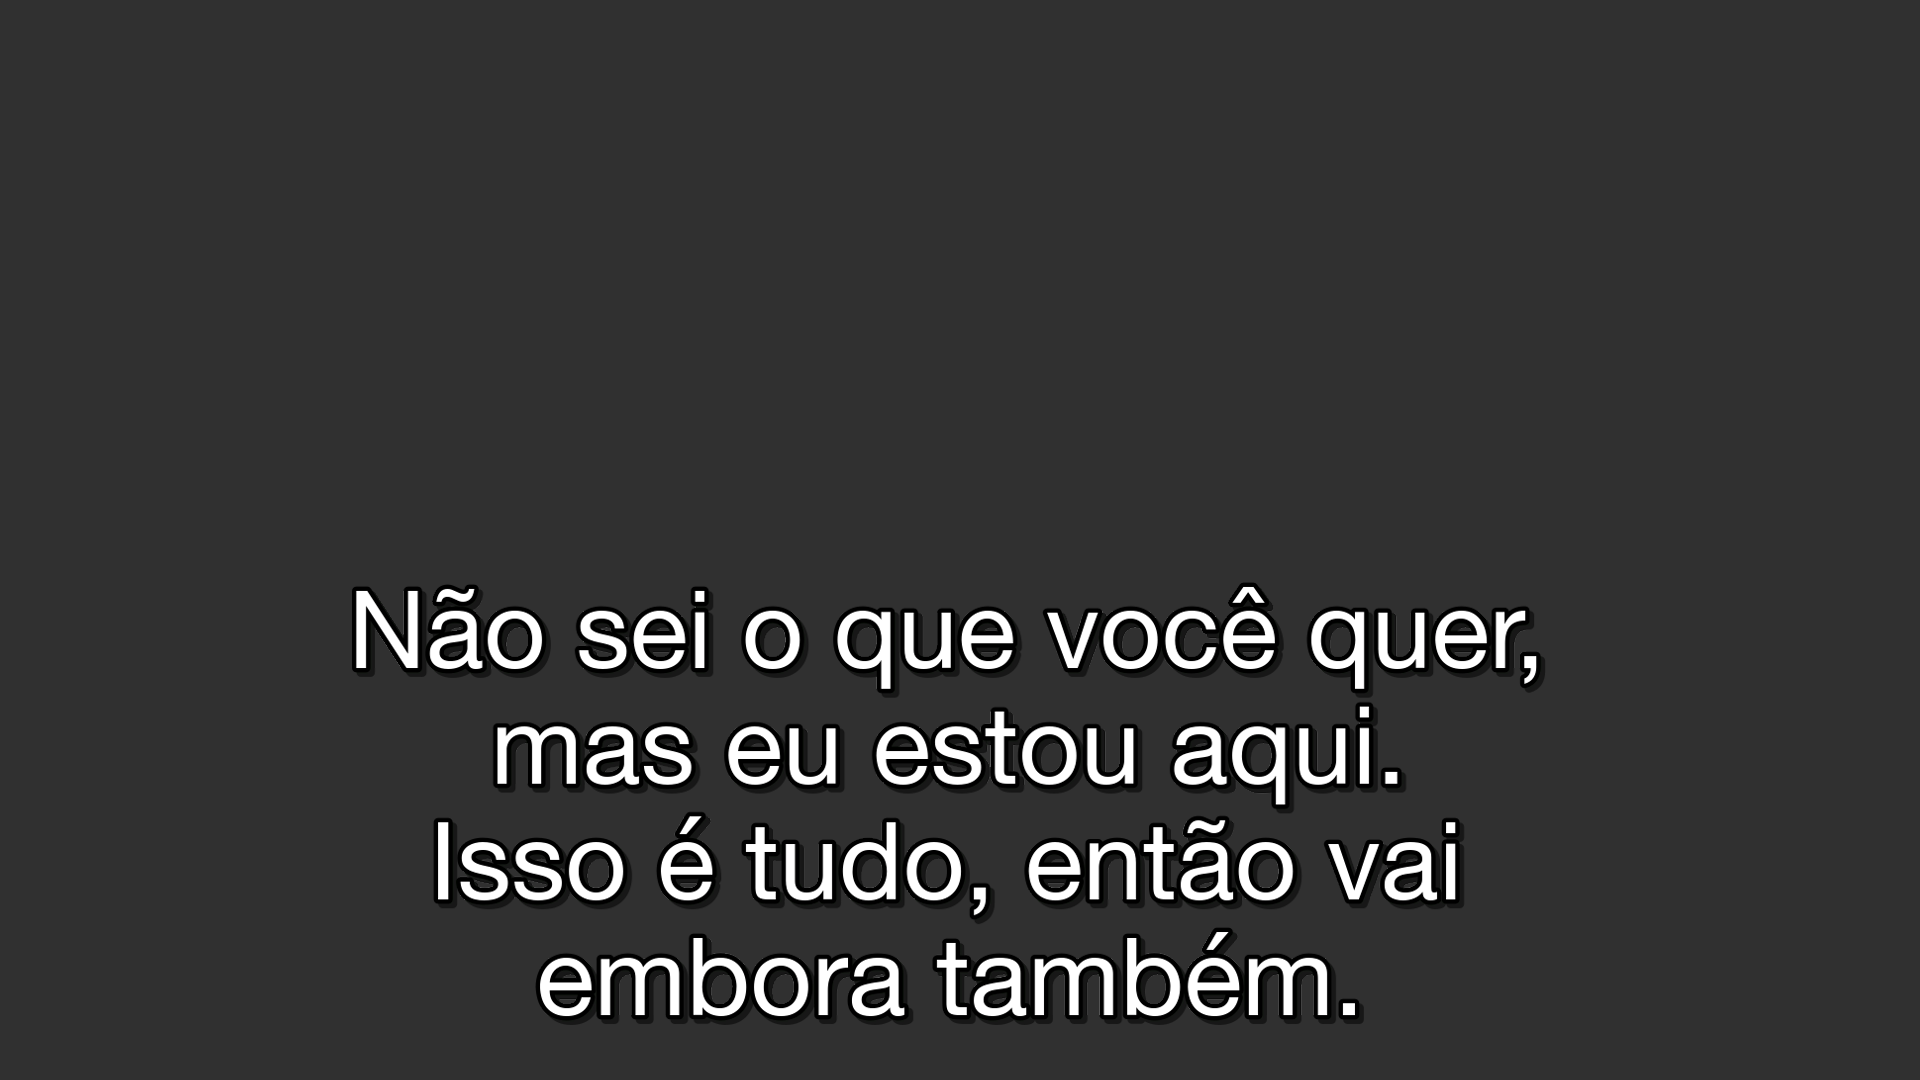 Não sei o que você quer,
mas eu estou aqui.
Isso é tudo, então vai
embora também.